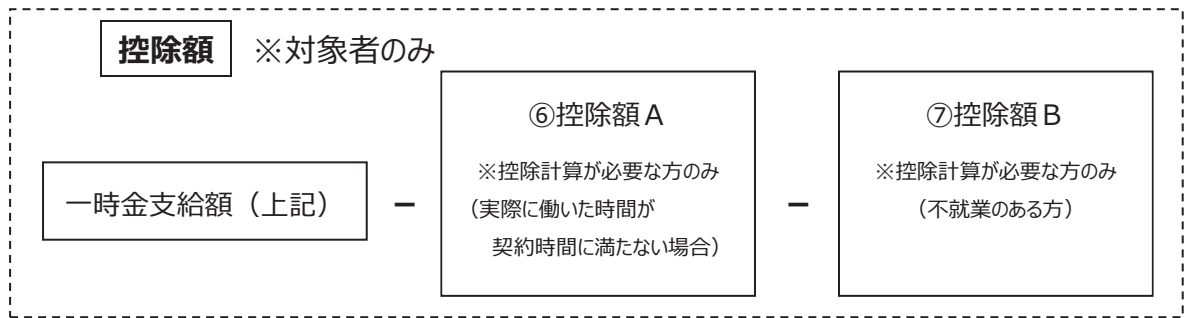 控除額 ※対象者のみ
一時金支給額（上記）
－
⑥控除額Ａ
※控除計算が必要な方のみ
（実際に働いた時間が
契約時間に満たない場合）
－
⑦控除額Ｂ
※控除計算が必要な方のみ
（不就業のある方）